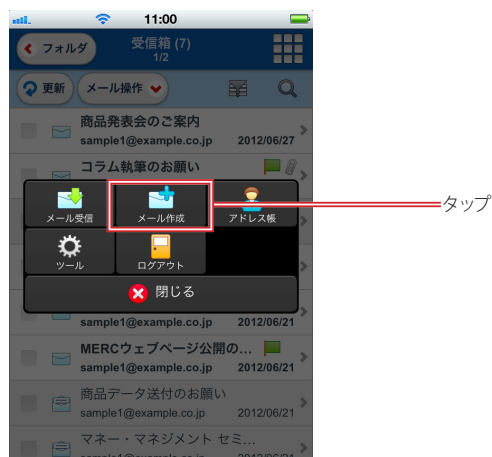 11:00
フォルダ
受信箱 (7)
1/2
更新
メール操作
商品発表会のご案内
sample1@example.co.jp 2012/06/27
コラム執筆のお願い
メール受信
メール作成
アドレス帳
タップ
ツール
ログアウト
閉じる
sample1@example.co.jp 2012/06/21
MERCウェブページ公開の...
sample1@example.co.jp 2012/06/21
商品データ送付のお願い
sample1@example.co.jp 2012/06/21
マネー・マネジメント セミ...